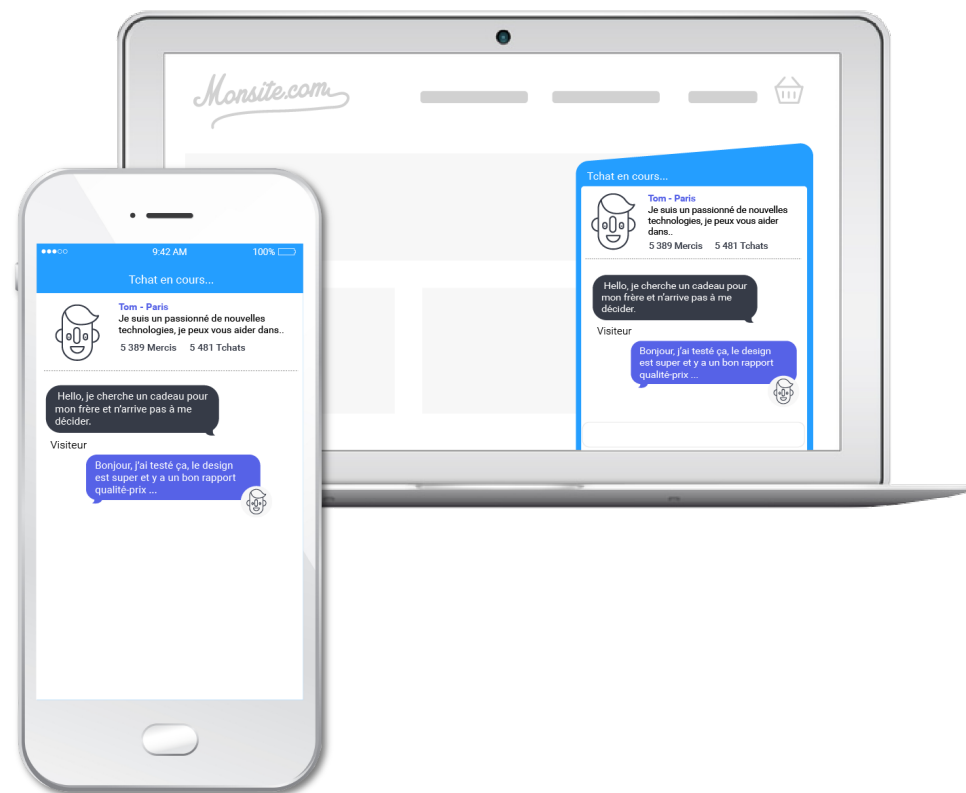 Monsite.com
Tchat en cours...
Tom - Paris
Je suis un passionné de nouvelles
technologies, je peux vous aider
dans..
5 389 Mercis 5 481 Tchats
Hello, je cherche un cadeau pour
mon frère et n'arrive pas à me
décider.
Visiteur
Bonjour, j'ai testé ça, le design
est super et y a un bon rapport
qualité-prix ...
9:42 AM 100%
Tchat en cours...
Tom - Paris
Je suis un passionné de nouvelles
technologies, je peux vous aider dans..
5 389 Mercis 5 481 Tchats
Hello, je cherche un cadeau pour
mon frère et n'arrive pas à me
décider.
Visiteur
Bonjour, j'ai testé ça, le design
est super et y a un bon rapport
qualité-prix ...